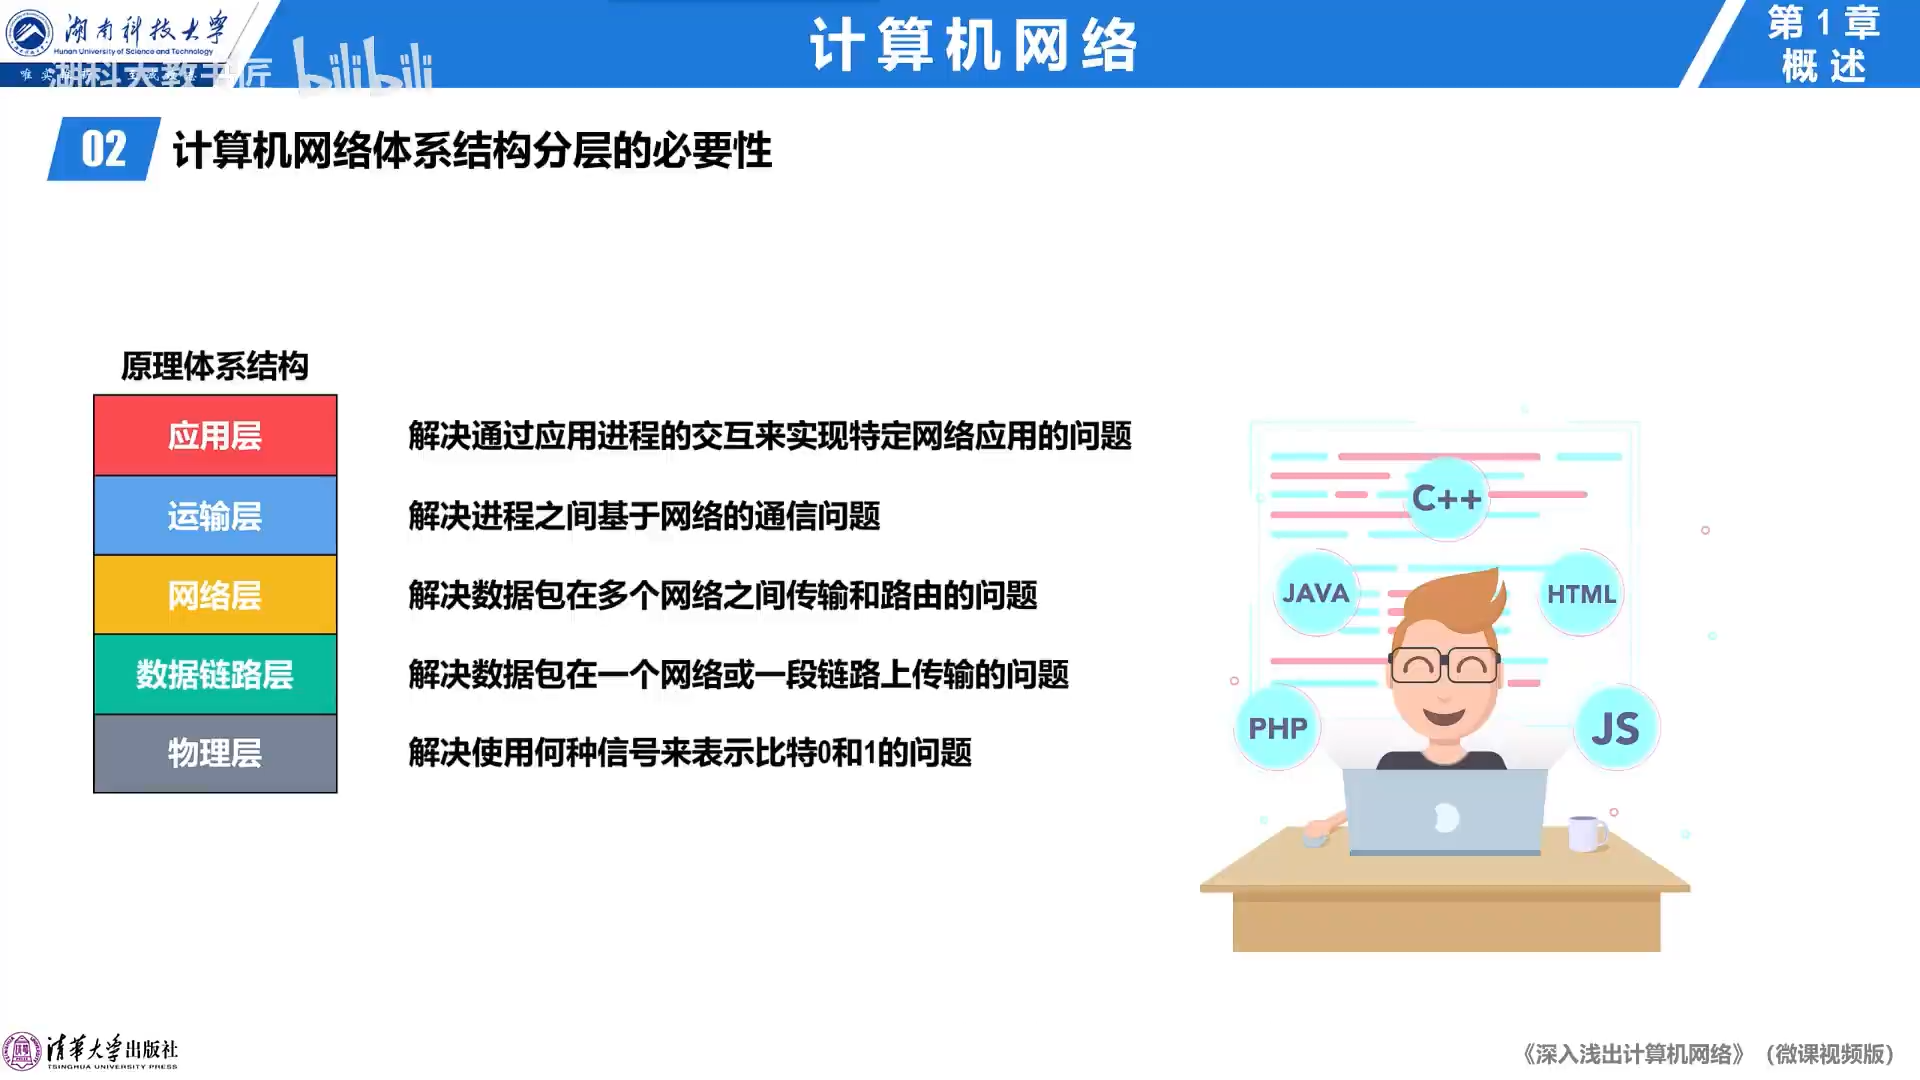 湖南科技大学
Hunan University of Science and Technology
湖科大教书匠 bilibili
计算机网络
第1章
概述
02 计算机网络体系结构分层的必要性
原理体系结构
应用层 解决通过应用进程的交互来实现特定网络应用的问题
运输层 解决进程之间基于网络的通信问题
网络层 解决数据包在多个网络之间传输和路由的问题
数据链路层 解决数据包在一个网络或一段链路上传输的问题
物理层 解决使用何种信号来表示比特0和1的问题
C++
JAVA
HTML
PHP
JS
清华大学出版社
TSINGHUA UNIVERSITY PRESS
《深入浅出计算机网络》（微课视频版）